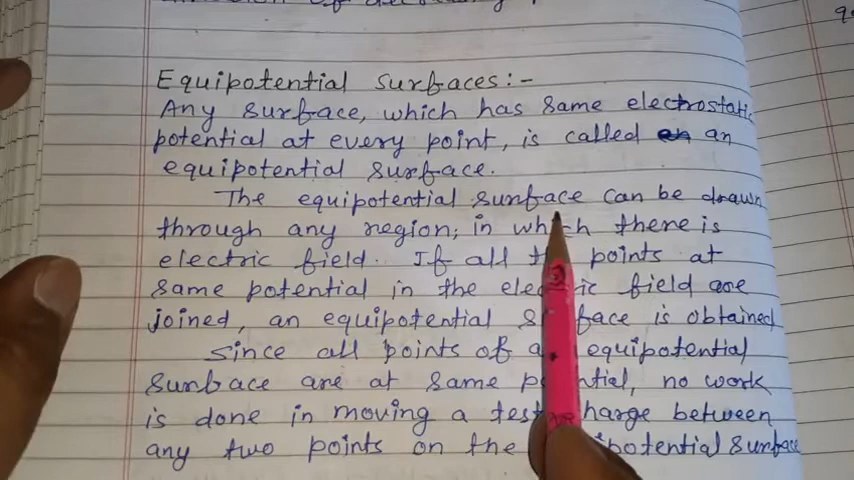 Equipotential surfaces:-
Any surface, which has same electrostatic
potential at every point, is called an
equipotential surface.
The equipotential surface can be drawn
through any region, in which there is
electric field. If all points at
same potential in the electric field are
joined, an equipotential surface is obtained
Since all points of equipotential
surface are at same potential, no work
is done in moving a test charge between
any two points on the equipotential surface